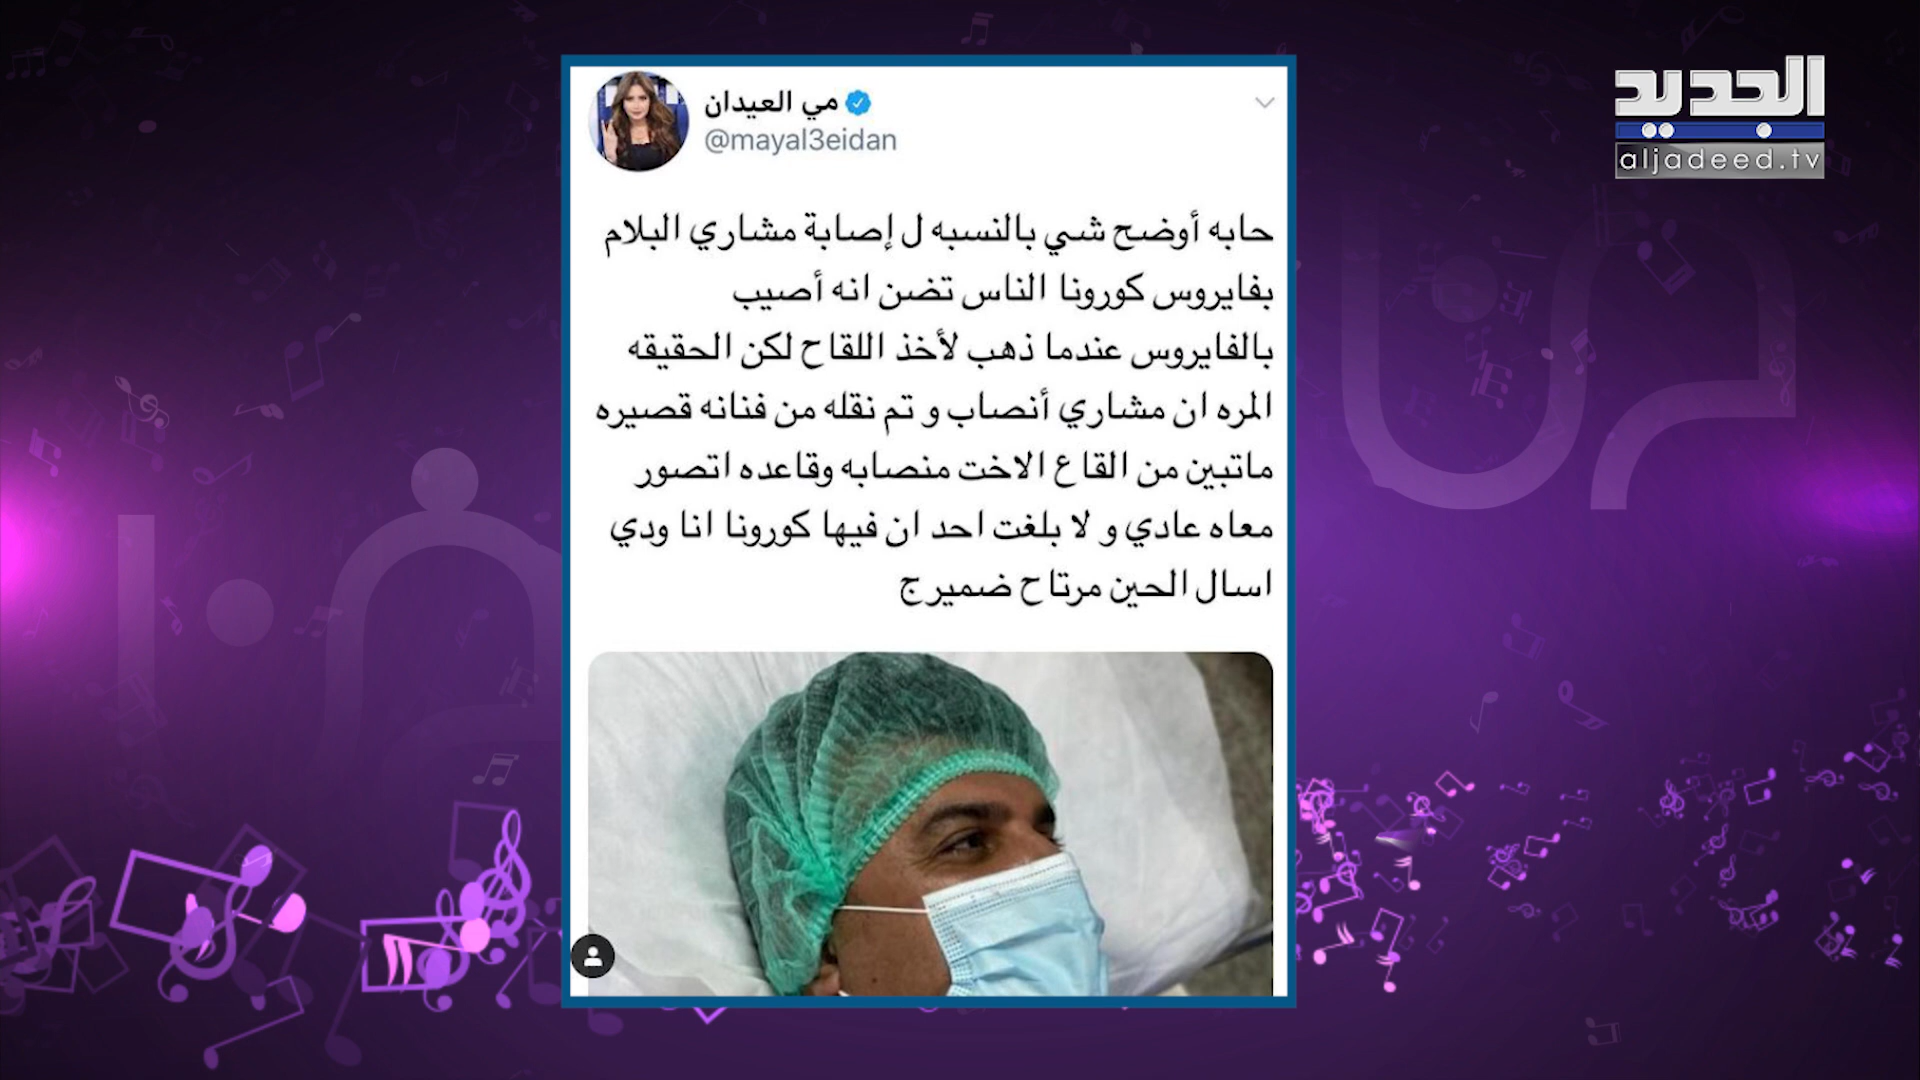 الجديد
aljadeed.tv
مي العيدان
@mayal3eidan
حابه أوضح شي بالنسبه ل إصابة مشاري البلام
بفايروس كورونا الناس تضن انه أصيب
بالفايروس عندما ذهب لأخذ اللقاح لكن الحقيقه
المره ان مشاري أنصاب و تم نقله من فنانه قصيره
ماتبين من القاع الاخت منصابه وقاعده اتصور
معاه عادي و لا بلغت احد ان فيها كورونا انا ودي
اسال الحين مرتاح ضميرج